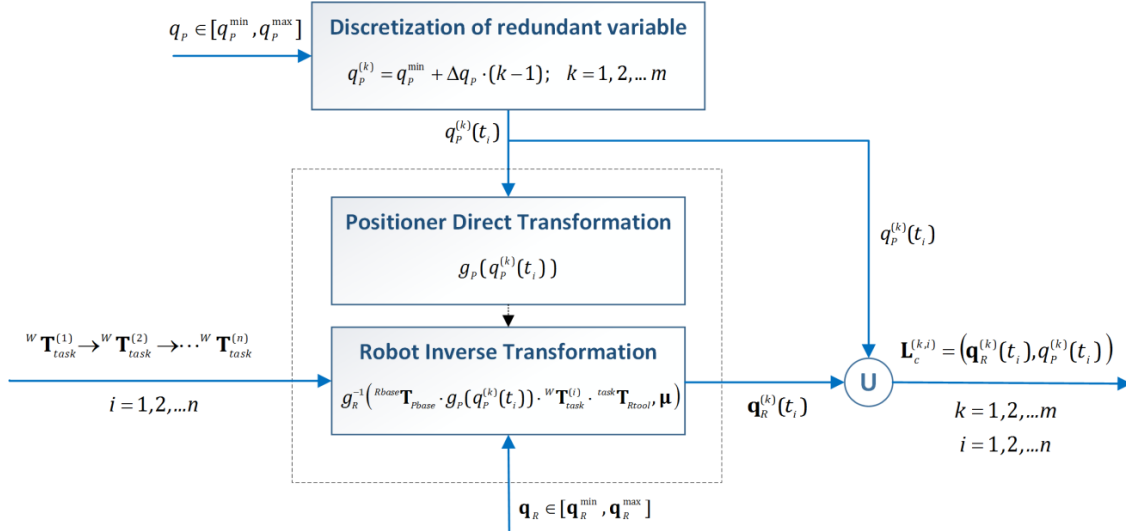 q_P ∈ [q_P^min, q_P^max]
Discretization of redundant variable
q_P^(k) = q_P^min + Δq_P · (k−1); k = 1, 2, ... m
q_P^(k)(t_i)
Positioner Direct Transformation
g_P(q_P^(k)(t_i))
q_P^(k)(t_i)
^W T_task^(1) → ^W T_task^(2) → ··· ^W T_task^(n)
i = 1,2,...n
Robot Inverse Transformation
g_R^−1(^Rbase T_Pbase · g_P(q_P^(k)(t_i)) · ^W T_task^(i) · ^task T_Rtool, μ)
q_R^(k)(t_i)
U
L_c^(k,i) = (q_R^(k)(t_i), q_P^(k)(t_i))
k = 1,2,...m
i = 1,2,...n
q_R ∈ [q_R^min, q_R^max]